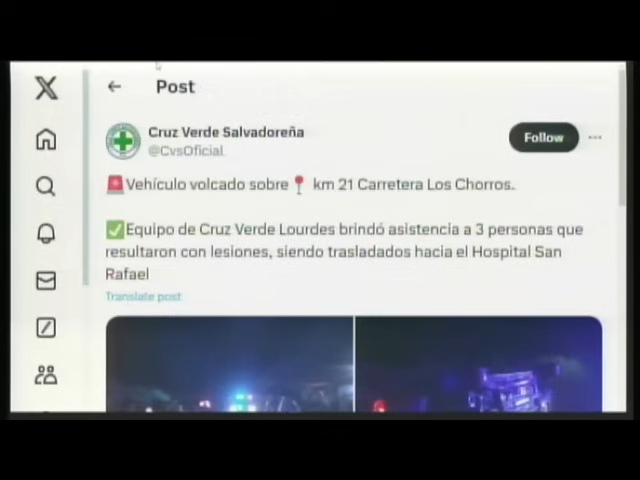 Post
Cruz Verde Salvadoreña
@CvsOficial
Follow
🚨Vehículo volcado sobre📍 km 21 Carretera Los Chorros.
✅Equipo de Cruz Verde Lourdes brindó asistencia a 3 personas que
resultaron con lesiones, siendo trasladados hacia el Hospital San
Rafael
Translate post